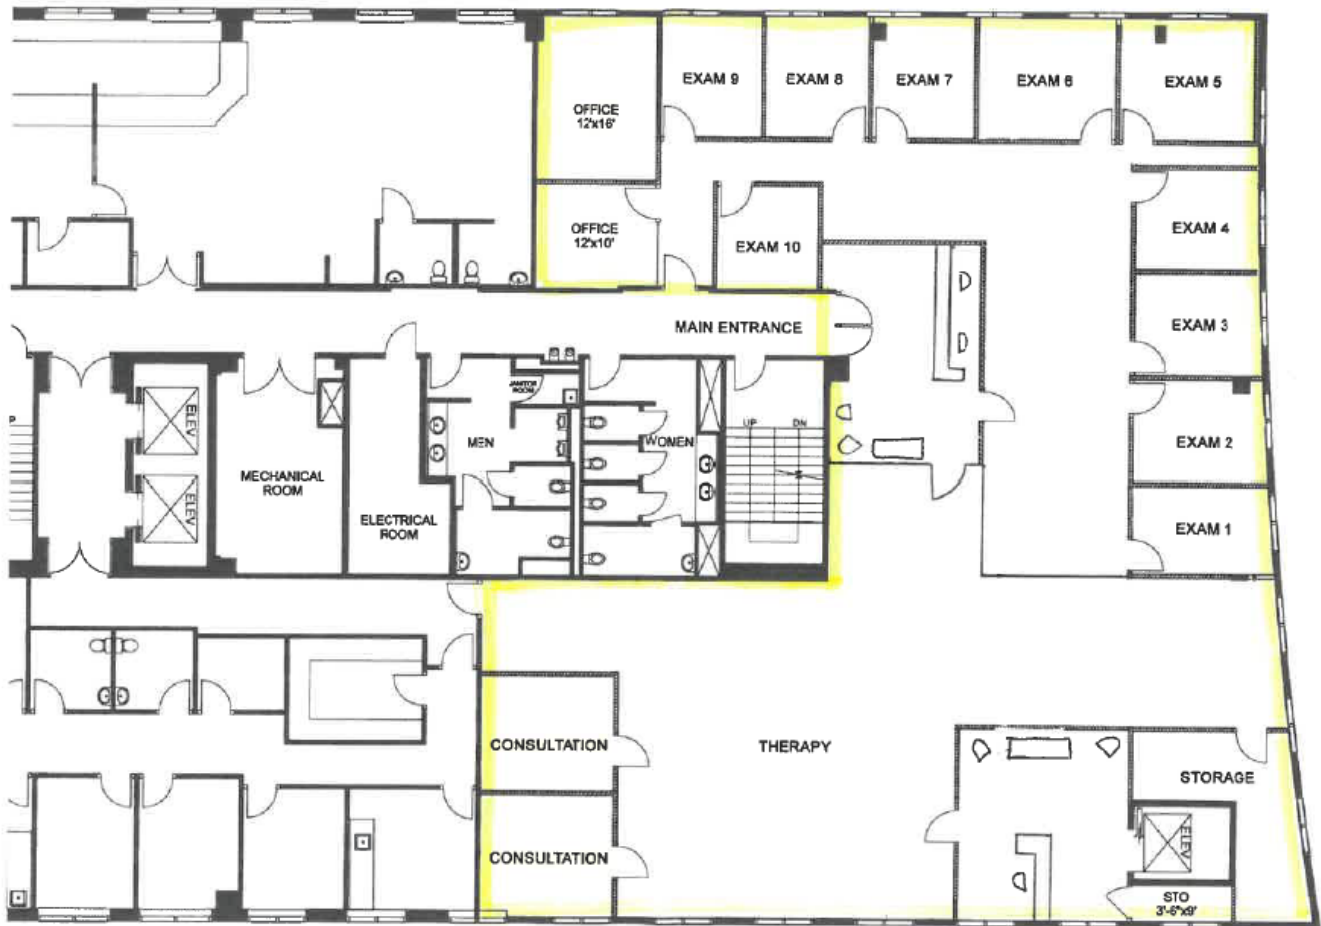 EXAM 9
EXAM 8
EXAM 7
EXAM 6
EXAM 5
OFFICE
12'x16'
OFFICE
12'x10'
EXAM 10
EXAM 4
EXAM 3
MAIN ENTRANCE
ELEV
ELEV
JANITOR
ROOM
MEN
WOMEN
UP
DN
EXAM 2
MECHANICAL
ROOM
ELECTRICAL
ROOM
EXAM 1
CONSULTATION
THERAPY
STORAGE
CONSULTATION
ELEV
STO
3'-6"x9'